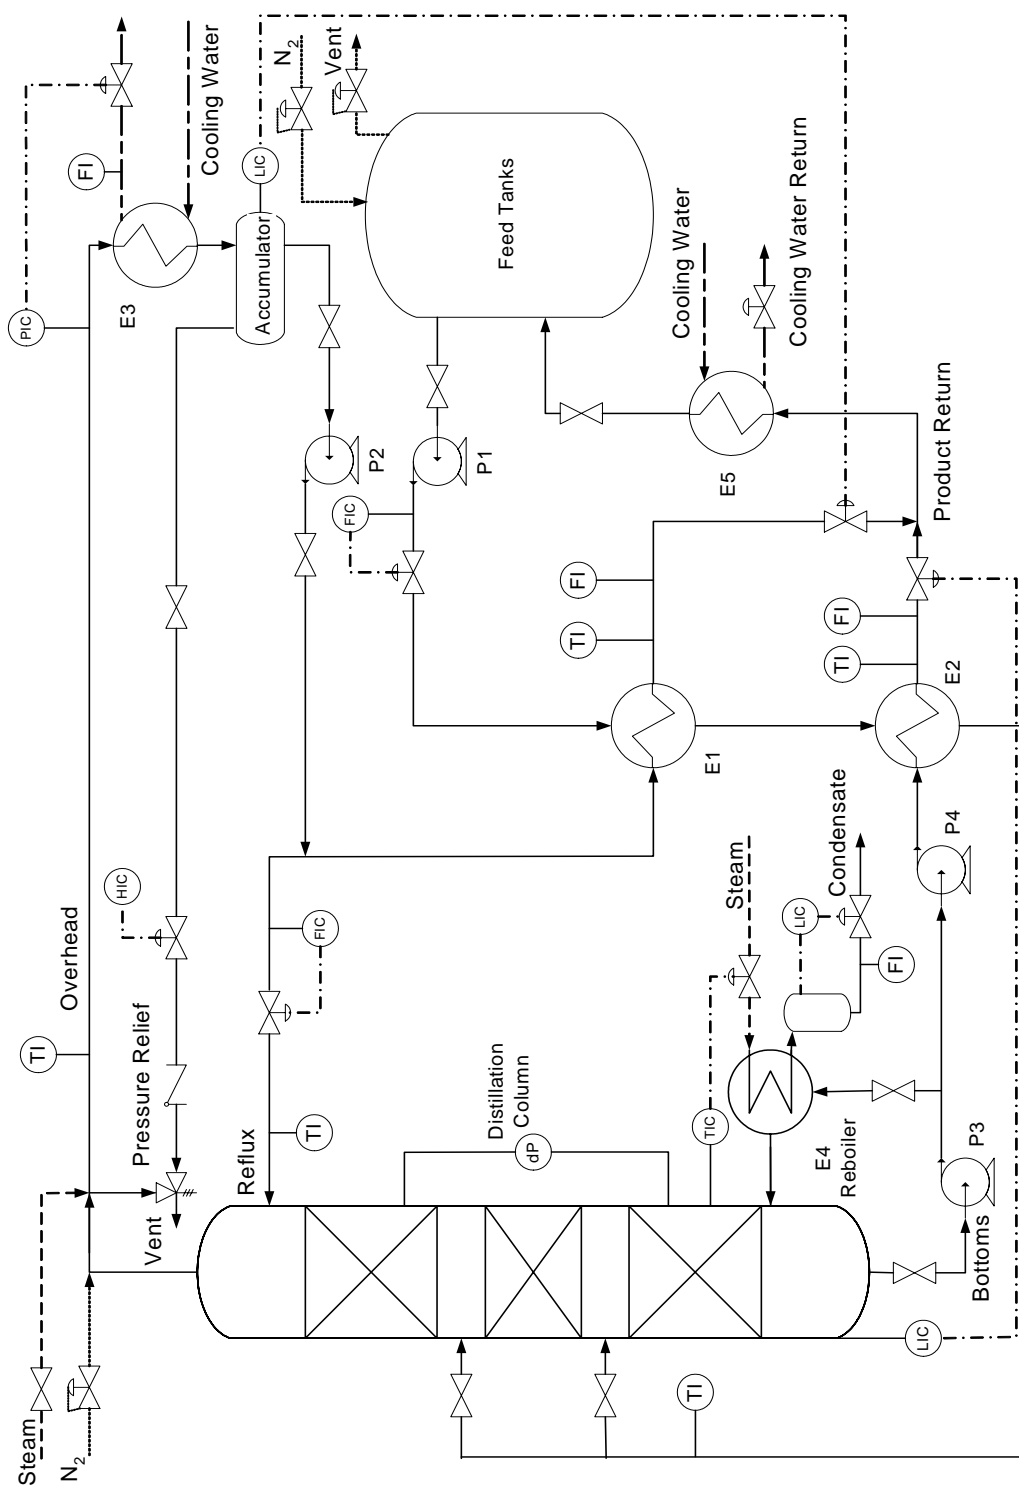 Steam
N2
TI
Overhead
PIC
FI
E3
Cooling Water
HIC
Pressure Relief
Vent
Accumulator
LIC
N2
Vent
Feed Tanks
P2
P1
FIC
Reflux
FIC
TI
Distillation
Column
dP
TIC
Steam
LIC
Condensate
FI
E4
Reboiler
P3
Bottoms
LIC
TI
P4
E1
TI
FI
E2
TI
FI
E5
Cooling Water
Cooling Water Return
Product Return